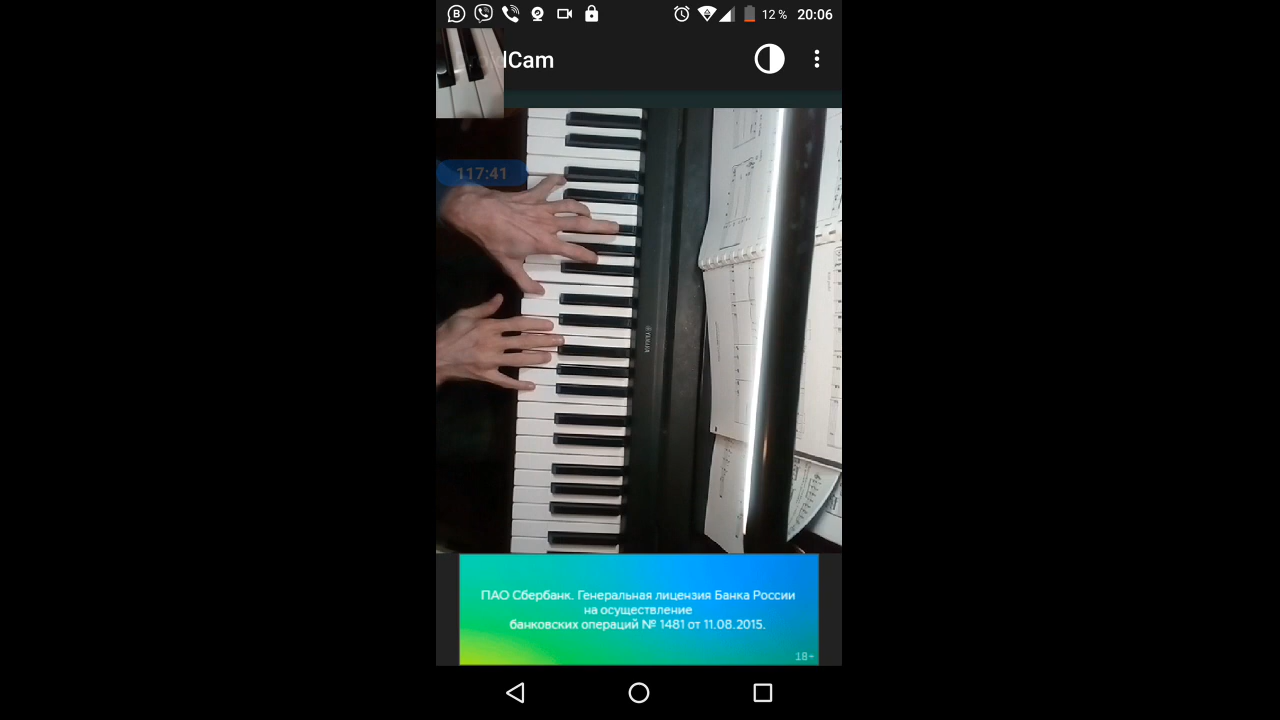 12 %
20:06
lCam
117:41
YAMAHA
ПАО Сбербанк. Генеральная лицензия Банка России
на осуществление
банковских операций № 1481 от 11.08.2015.
18+